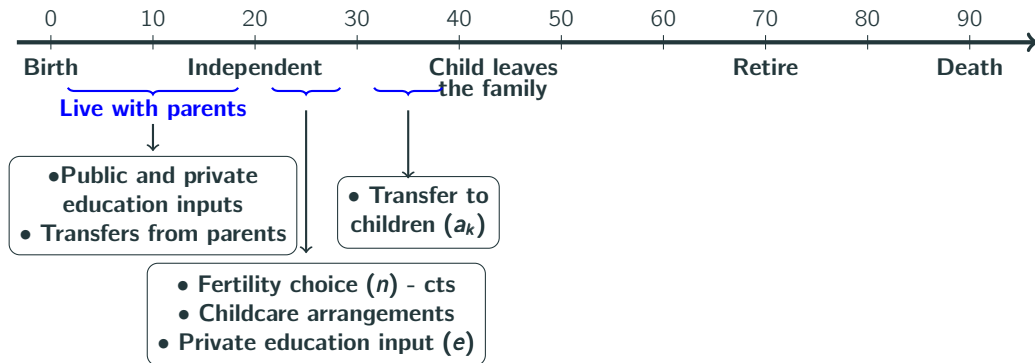 0 10 20 30 40 50 60 70 80 90
Birth Independent Child leaves the family Retire Death
Live with parents
•Public and private
education inputs
• Transfers from parents
• Transfer to
children (aₖ)
• Fertility choice (n) - cts
• Childcare arrangements
• Private education input (e)